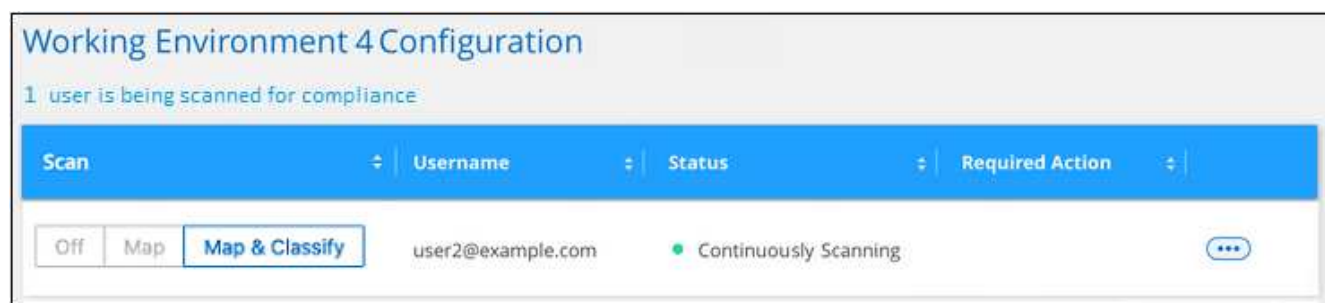 Working Environment 4 Configuration
1 user is being scanned for compliance
Scan Username Status Required Action
Off Map Map & Classify user2@example.com Continuously Scanning